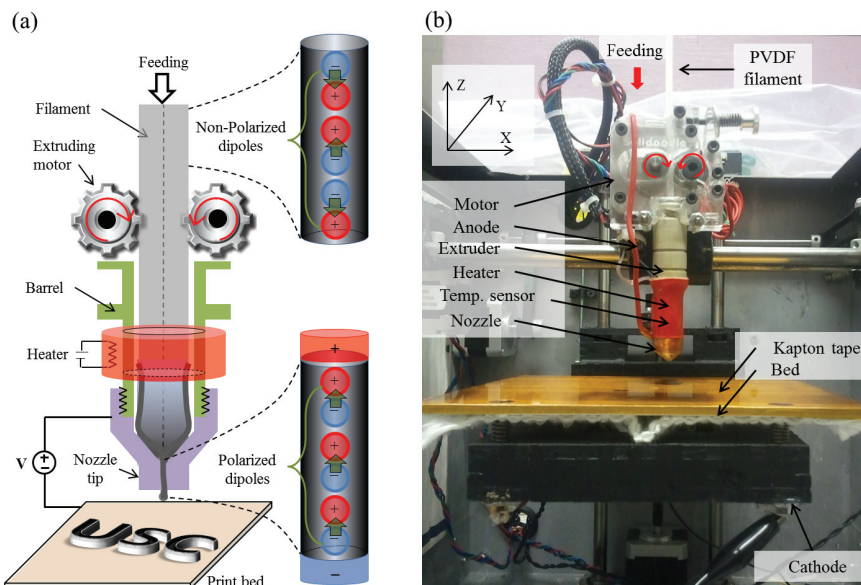 (a)
Feeding
Filament
Extruding
motor
Non-Polarized
dipoles
+
−
Barrel
Heater
V
Nozzle
tip
Polarized
dipoles
+
−
USC
Print bed
(b)
Feeding
PVDF
filament
Z
Y
X
Solidoodle
Motor
Anode
Extruder
Heater
Temp. sensor
Nozzle
Kapton tape
Bed
Cathode